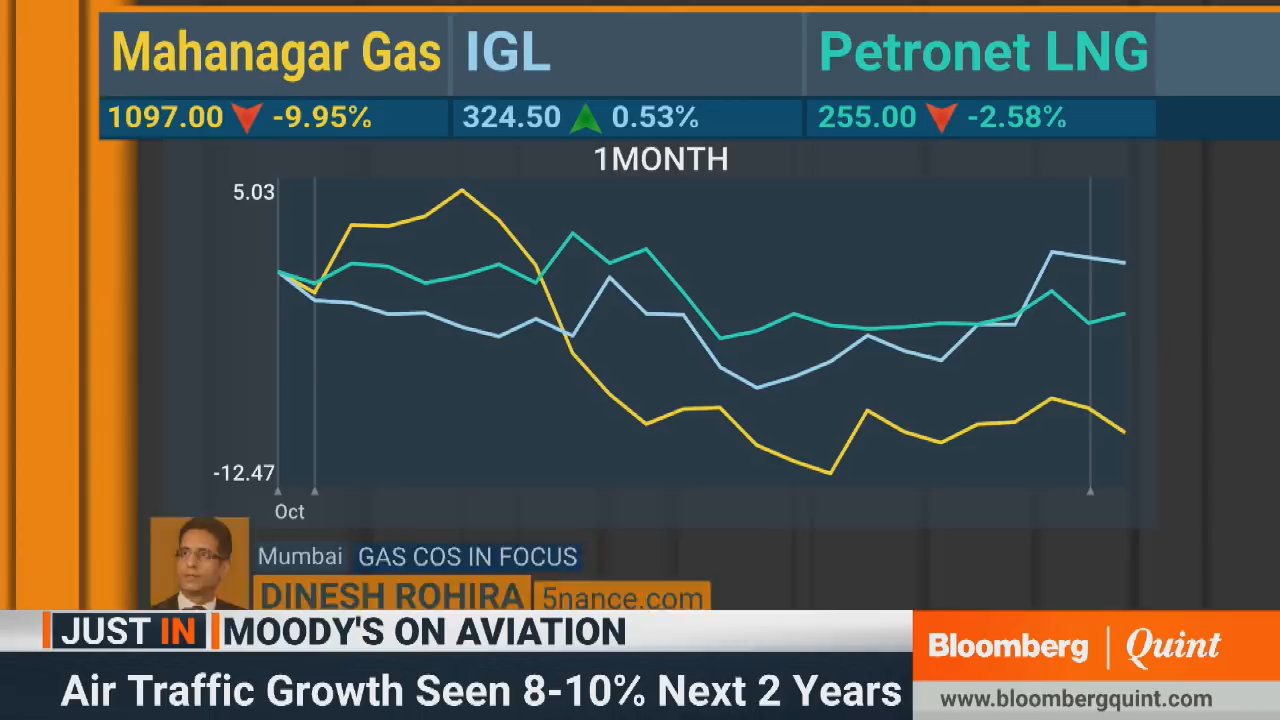 Mahanagar Gas IGL Petronet LNG
1097.00 -9.95% 324.50 0.53% 255.00 -2.58%
1MONTH
5.03
-12.47
Oct
Mumbai GAS COS IN FOCUS
DINESH ROHIRA 5nance.com
JUST IN MOODY'S ON AVIATION
Air Traffic Growth Seen 8-10% Next 2 Years
Bloomberg | Quint
www.bloombergquint.com